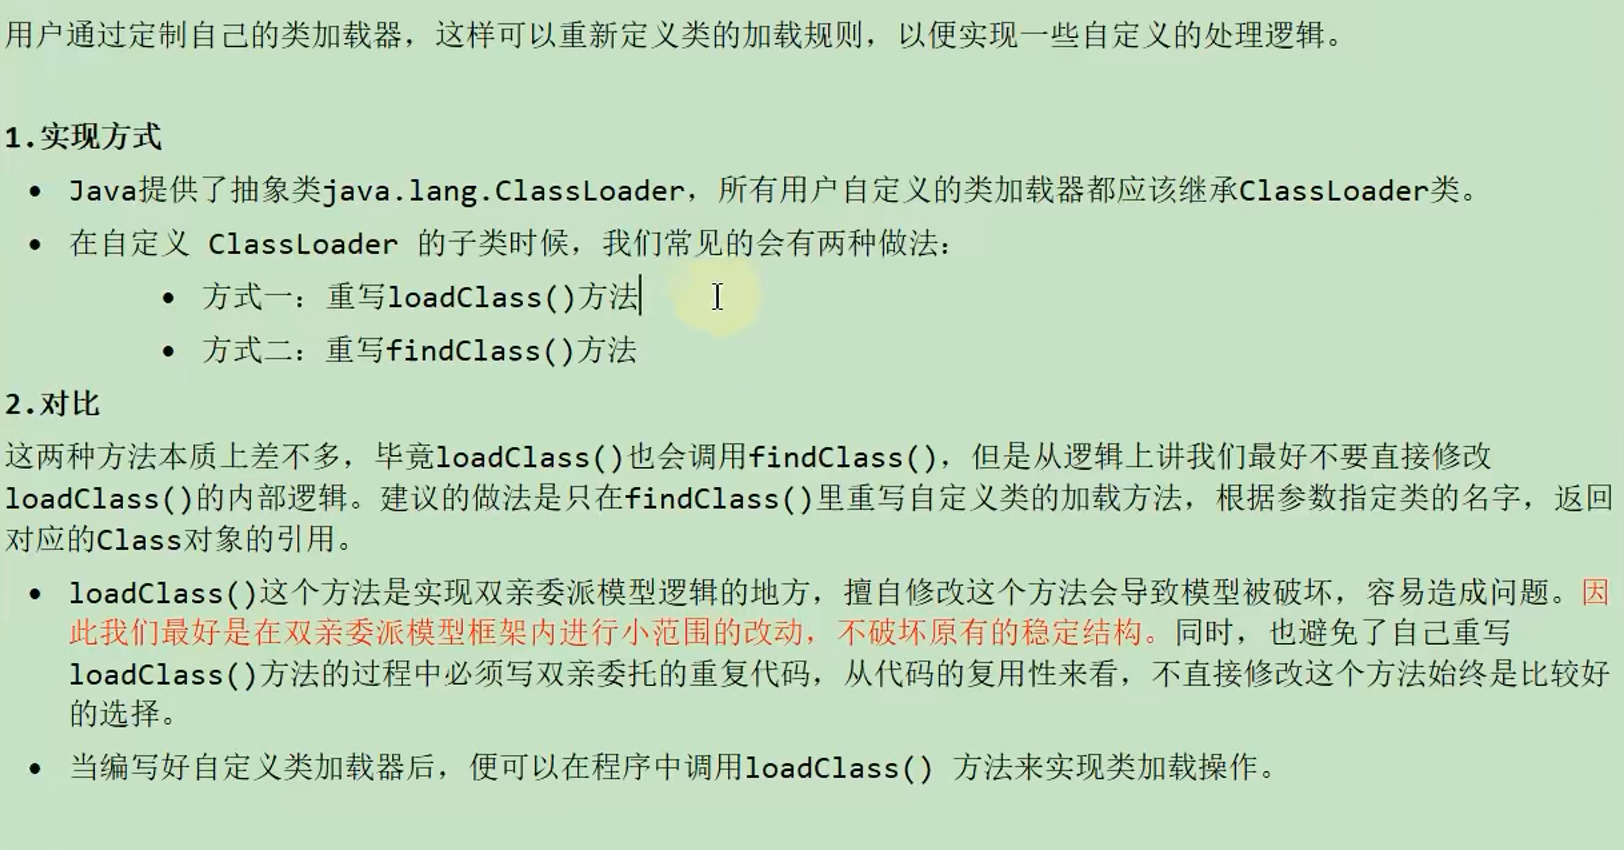 用户通过定制自己的类加载器，这样可以重新定义类的加载规则，以便实现一些自定义的处理逻辑。
1.实现方式
• Java提供了抽象类java.lang.ClassLoader，所有用户自定义的类加载器都应该继承ClassLoader类。
• 在自定义 ClassLoader 的子类时候，我们常见的会有两种做法：
• 方式一：重写loadClass()方法
• 方式二：重写findClass()方法
2.对比
这两种方法本质上差不多，毕竟loadClass()也会调用findClass()，但是从逻辑上讲我们最好不要直接修改
loadClass()的内部逻辑。建议的做法是只在findClass()里重写自定义类的加载方法，根据参数指定类的名字，返回
对应的Class对象的引用。
• loadClass()这个方法是实现双亲委派模型逻辑的地方，擅自修改这个方法会导致模型被破坏，容易造成问题。因
此我们最好是在双亲委派模型框架内进行小范围的改动，不破坏原有的稳定结构。同时，也避免了自己重写
loadClass()方法的过程中必须写双亲委托的重复代码，从代码的复用性来看，不直接修改这个方法始终是比较好
的选择。
• 当编写好自定义类加载器后，便可以在程序中调用loadClass() 方法来实现类加载操作。